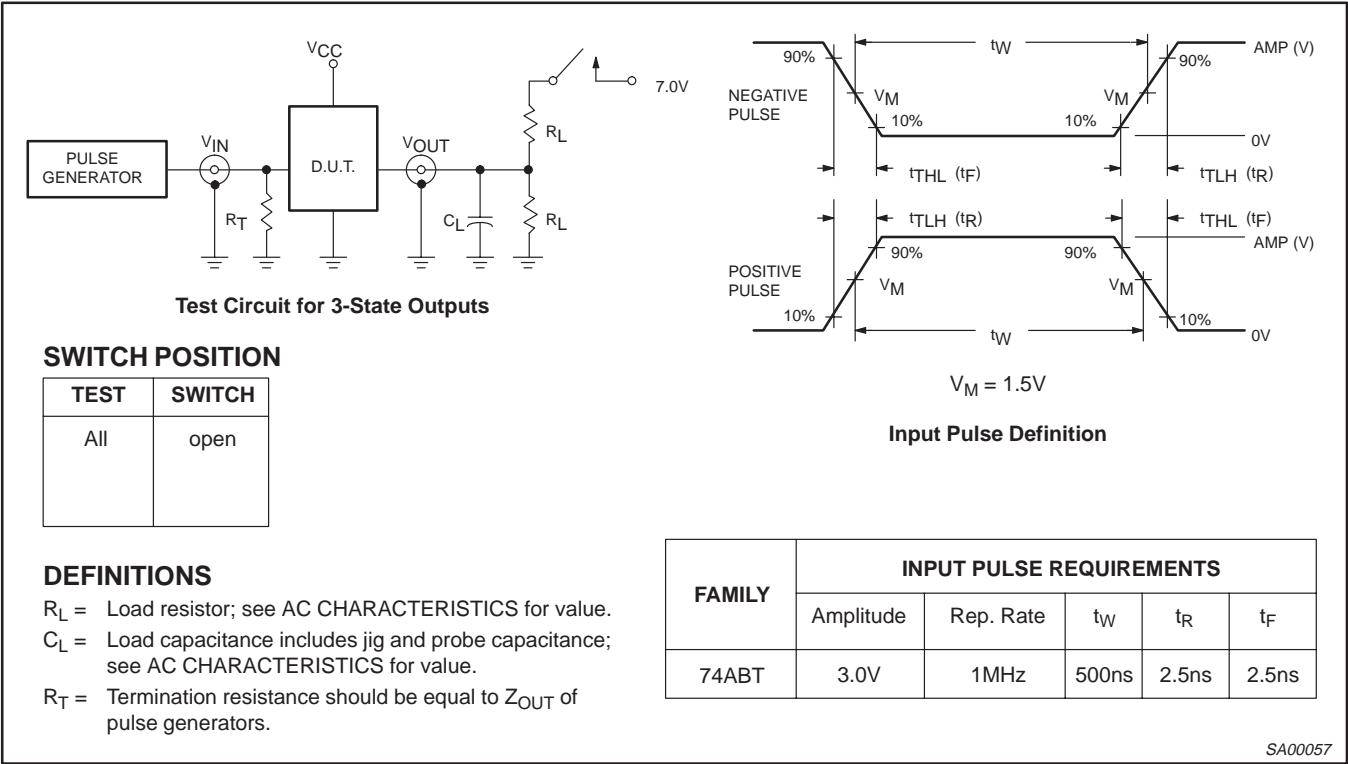 VCC
7.0V
RL
PULSE
GENERATOR
VIN
D.U.T.
VOUT
RT
CL
RL
Test Circuit for 3-State Outputs
SWITCH POSITION
TEST SWITCH
All open
DEFINITIONS
RL = Load resistor; see AC CHARACTERISTICS for value.
CL = Load capacitance includes jig and probe capacitance;
see AC CHARACTERISTICS for value.
RT = Termination resistance should be equal to ZOUT of
pulse generators.
90% tW 90% AMP (V)
NEGATIVE
PULSE
VM VM
10% 10%
0V
tTHL (tF) tTLH (tR)
tTLH (tR) tTHL (tF)
AMP (V)
90% 90%
POSITIVE
PULSE
VM VM
10% 10%
tW 0V
VM = 1.5V
Input Pulse Definition
FAMILY INPUT PULSE REQUIREMENTS
Amplitude Rep. Rate tW tR tF
74ABT 3.0V 1MHz 500ns 2.5ns 2.5ns
SA00057